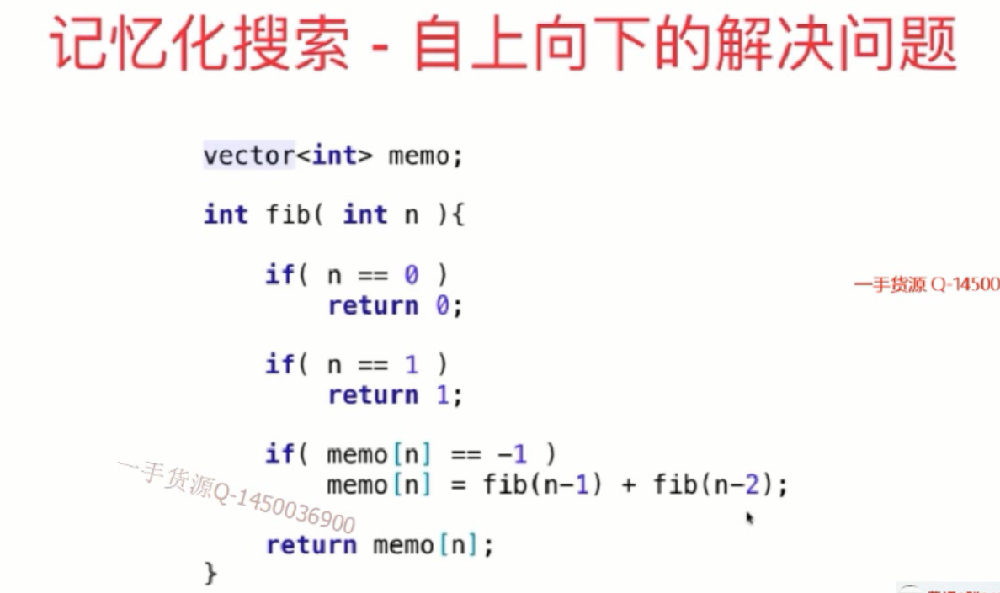 记忆化搜索 - 自上向下的解决问题
vector<int> memo;
int fib( int n ){
if( n == 0 )
return 0;
一手货源 Q-14500
if( n == 1 )
return 1;
if( memo[n] == -1 )
memo[n] = fib(n-1) + fib(n-2);
一手货源Q-1450036900
return memo[n];
}